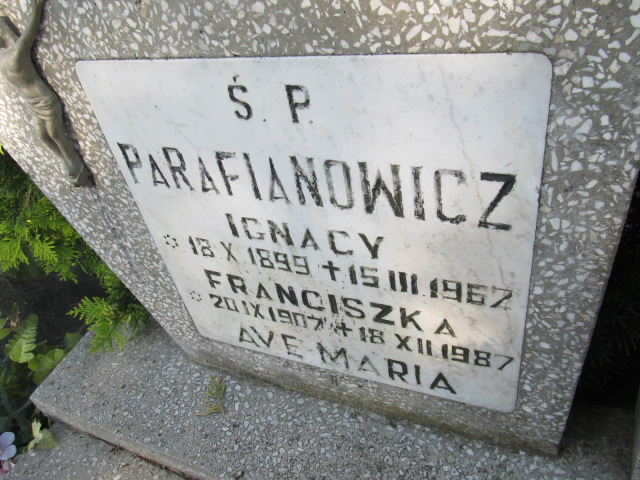 Ś. P.
PARAFIANOWICZ
IGNACY
* 18 X 1899 + 15 III 1967
FRANCISZKA
* 20 IX 1907 + 18 XII 1987
AVE MARIA